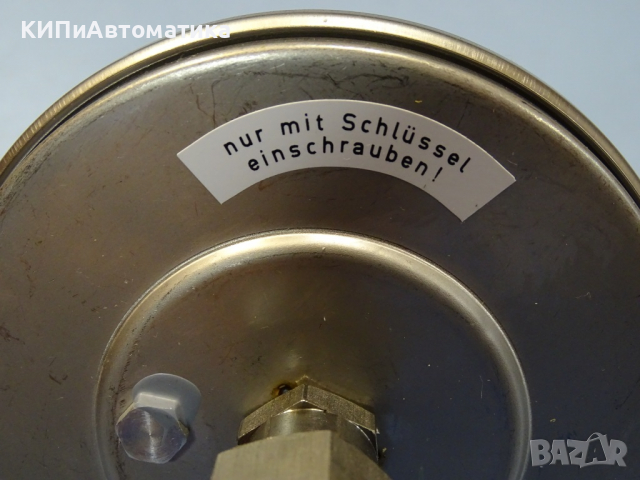 КИПиАвтоматика
nur mit Schlüssel
einschrauben!
BAZAR